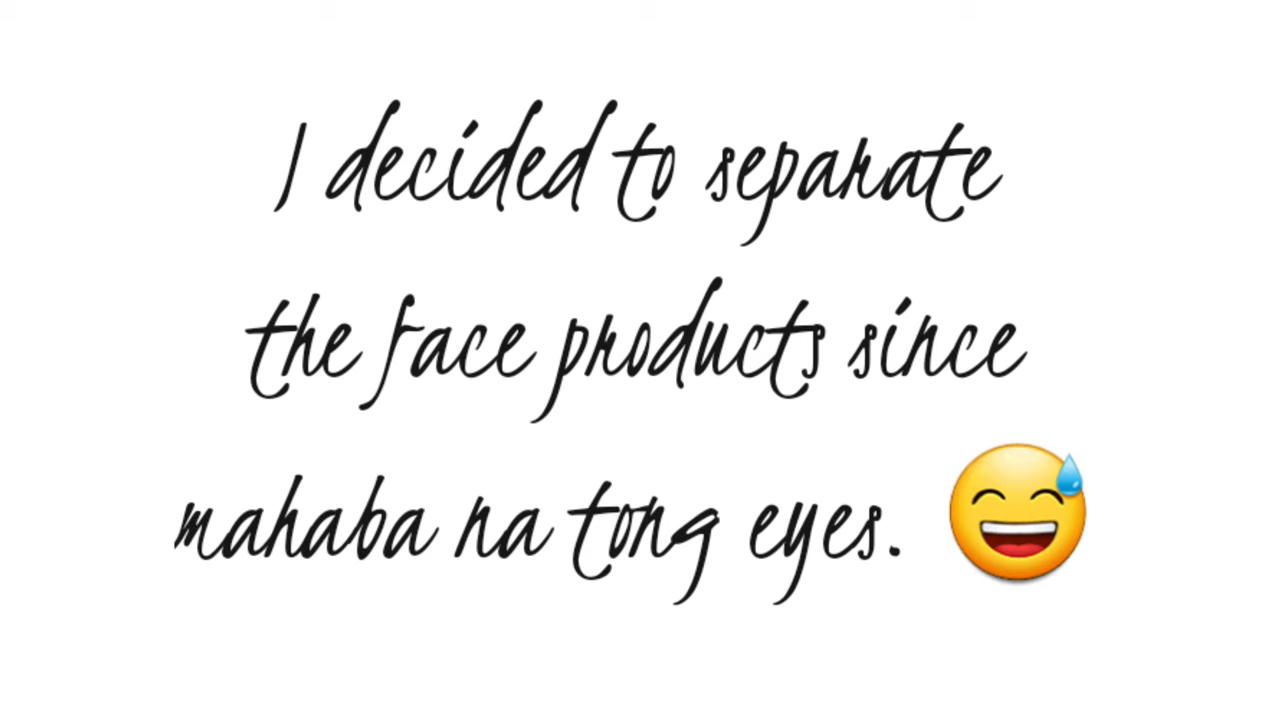 I decided to separate
the face products since
mahaba na tong eyes. 😅